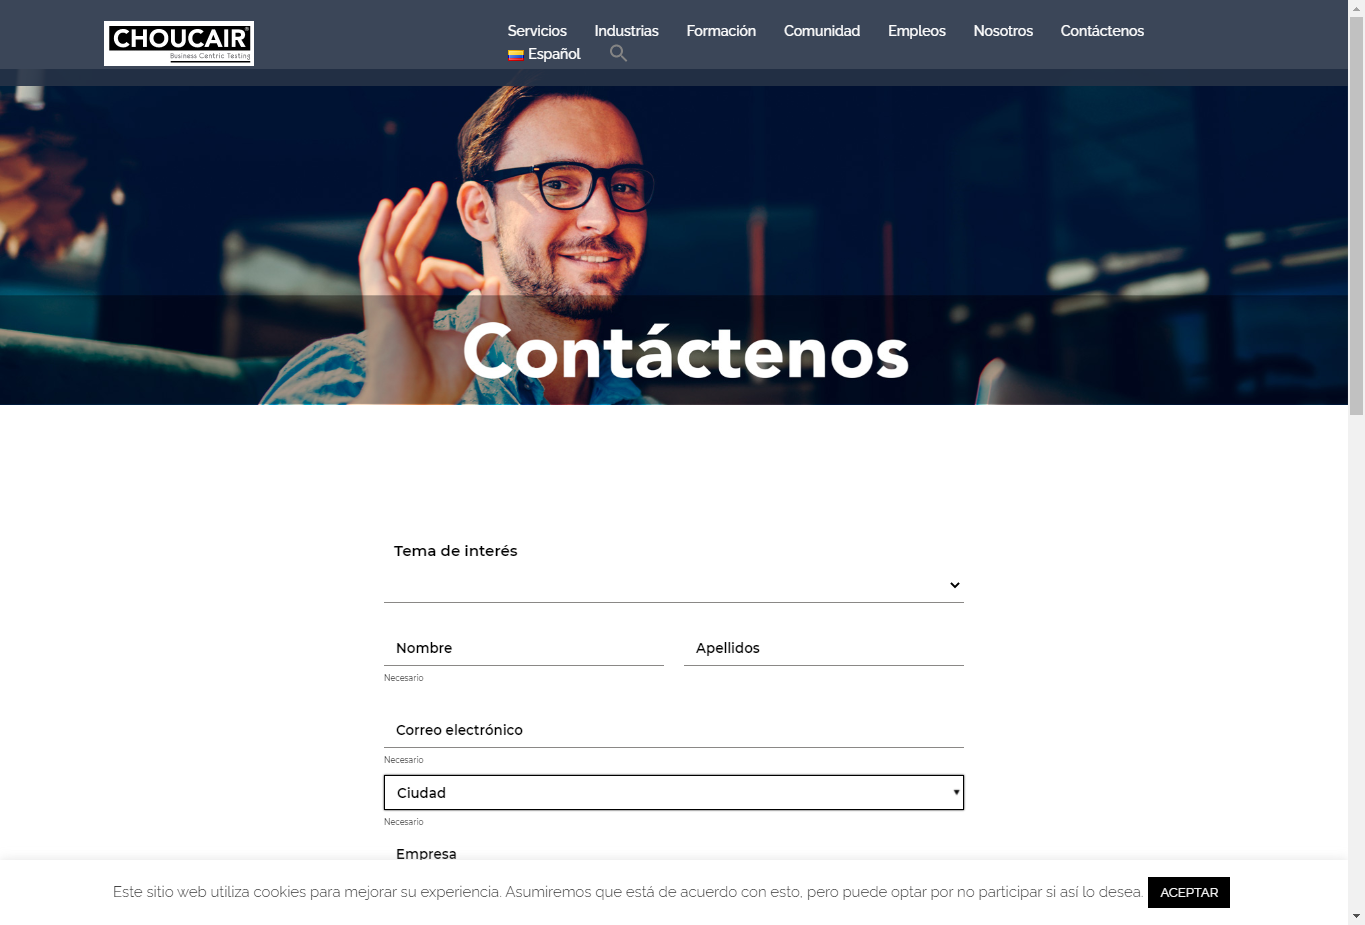 CHOUCAIR
Business Centric Testing
Servicios Industrias Formación Comunidad Empleos Nosotros Contáctenos
Español
Contáctenos
Tema de interés
Nombre Apellidos
Necesario
Correo electrónico
Necesario
Ciudad
Necesario
Empresa
Este sitio web utiliza cookies para mejorar su experiencia. Asumiremos que está de acuerdo con esto, pero puede optar por no participar si así lo desea. ACEPTAR